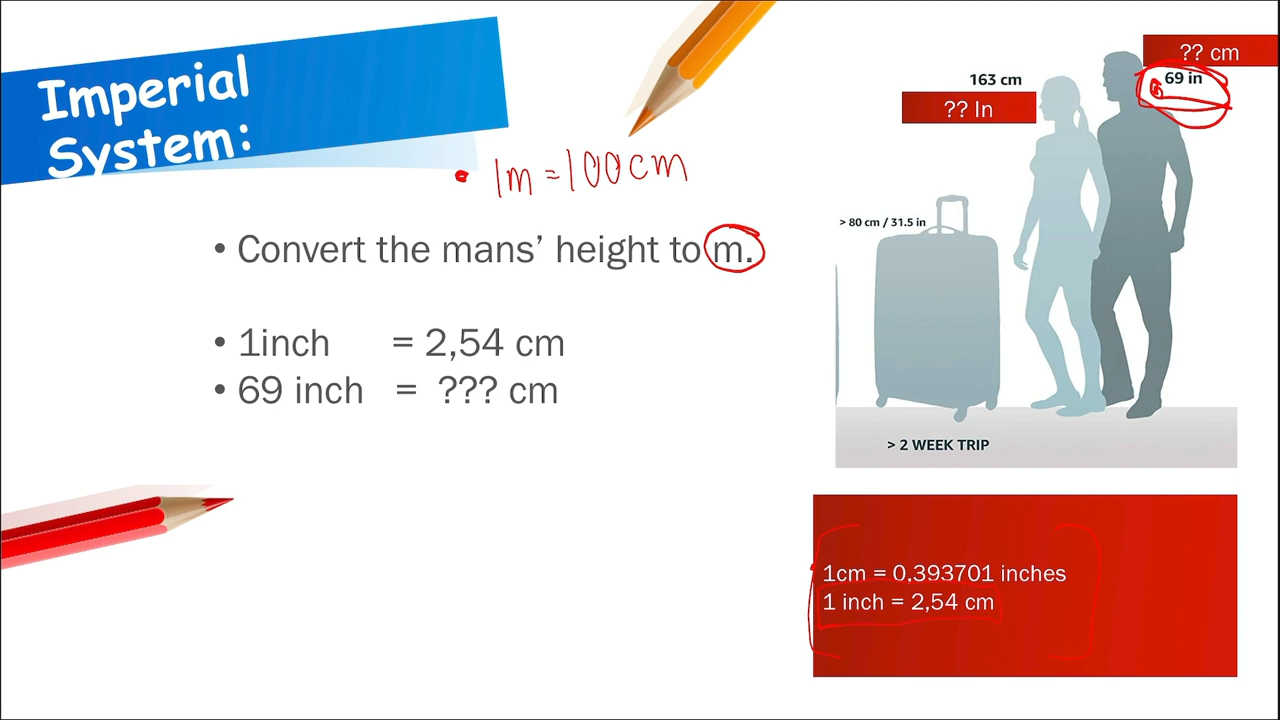 Imperial
System:
• 1m = 100cm
• Convert the mans’ height to m.
• 1inch = 2,54 cm
• 69 inch = ??? cm
?? cm
69 in
163 cm
?? In
> 80 cm / 31.5 in
> 2 WEEK TRIP
1cm = 0,393701 inches
1 inch = 2,54 cm